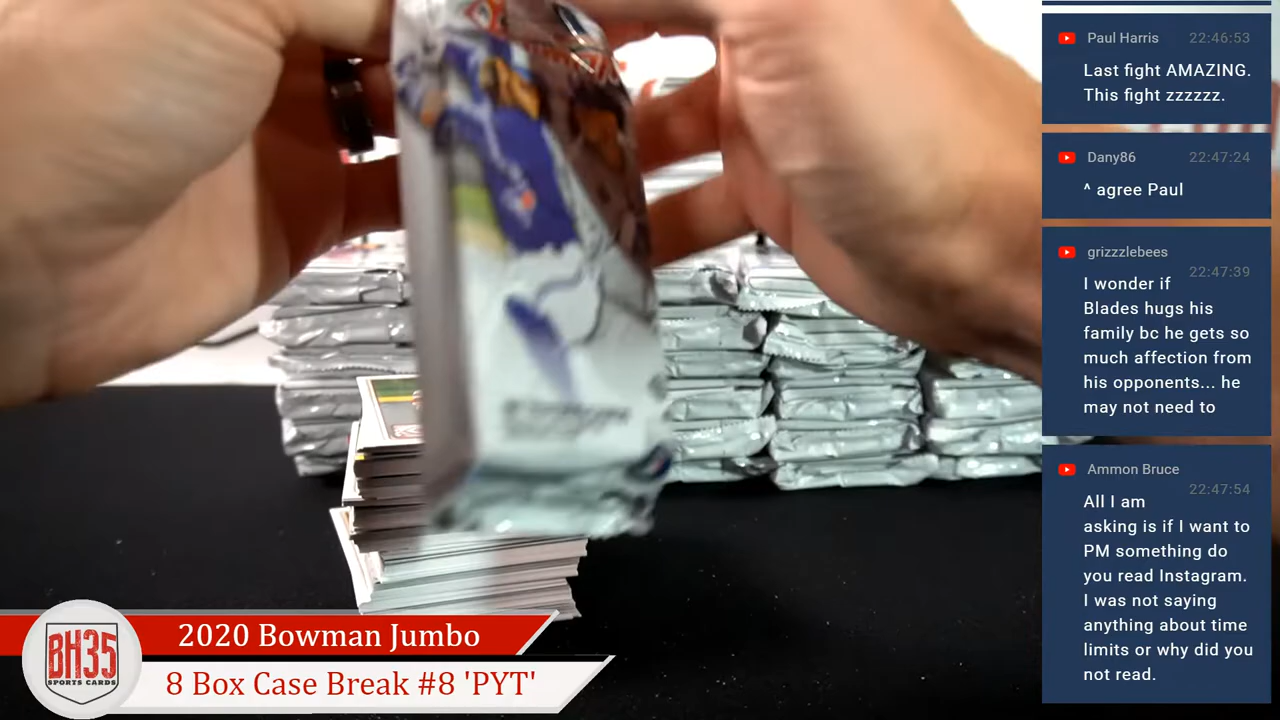 Paul Harris 22:46:53
Last fight AMAZING.
This fight zzzzzz.
Dany86 22:47:24
^ agree Paul
grizzzlebees
22:47:39
I wonder if
Blades hugs his
family bc he gets so
much affection from
his opponents... he
may not need to
Ammon Bruce
22:47:54
All I am
asking is if I want to
PM something do
you read Instagram.
I was not saying
anything about time
limits or why did you
not read.
BH35
SPORTS CARDS
2020 Bowman Jumbo
8 Box Case Break #8 'PYT'